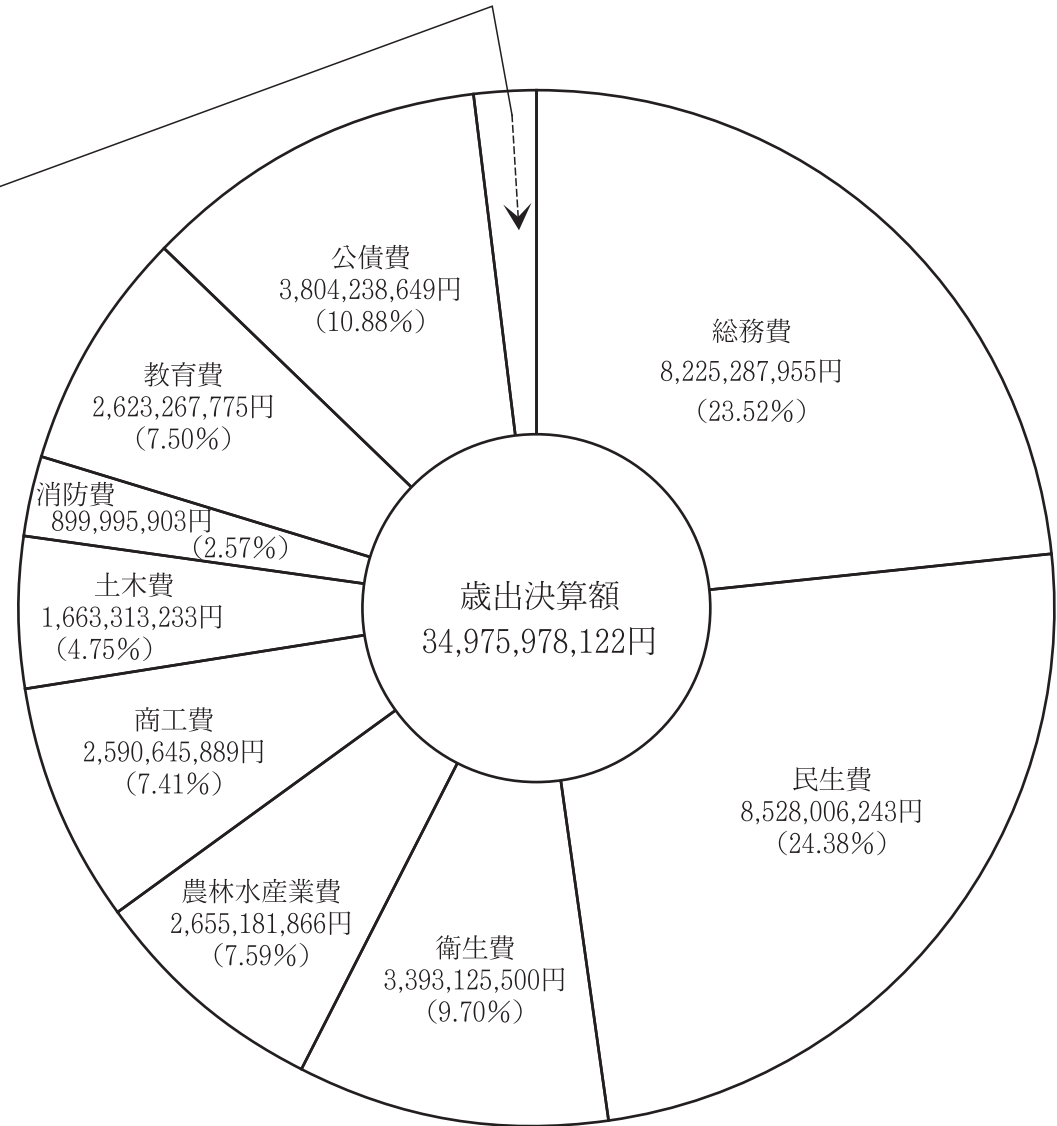 公債費
3,804,238,649円
（10.88％）
総務費
8,225,287,955円
（23.52％）
教育費
2,623,267,775円
（7.50％）
消防費
899,995,903円
（2.57％）
土木費
1,663,313,233円
（4.75％）
歳出決算額
34,975,978,122円
商工費
2,590,645,889円
（7.41％）
民生費
8,528,006,243円
（24.38％）
農林水産業費
2,655,181,866円
（7.59％）
衛生費
3,393,125,500円
（9.70％）